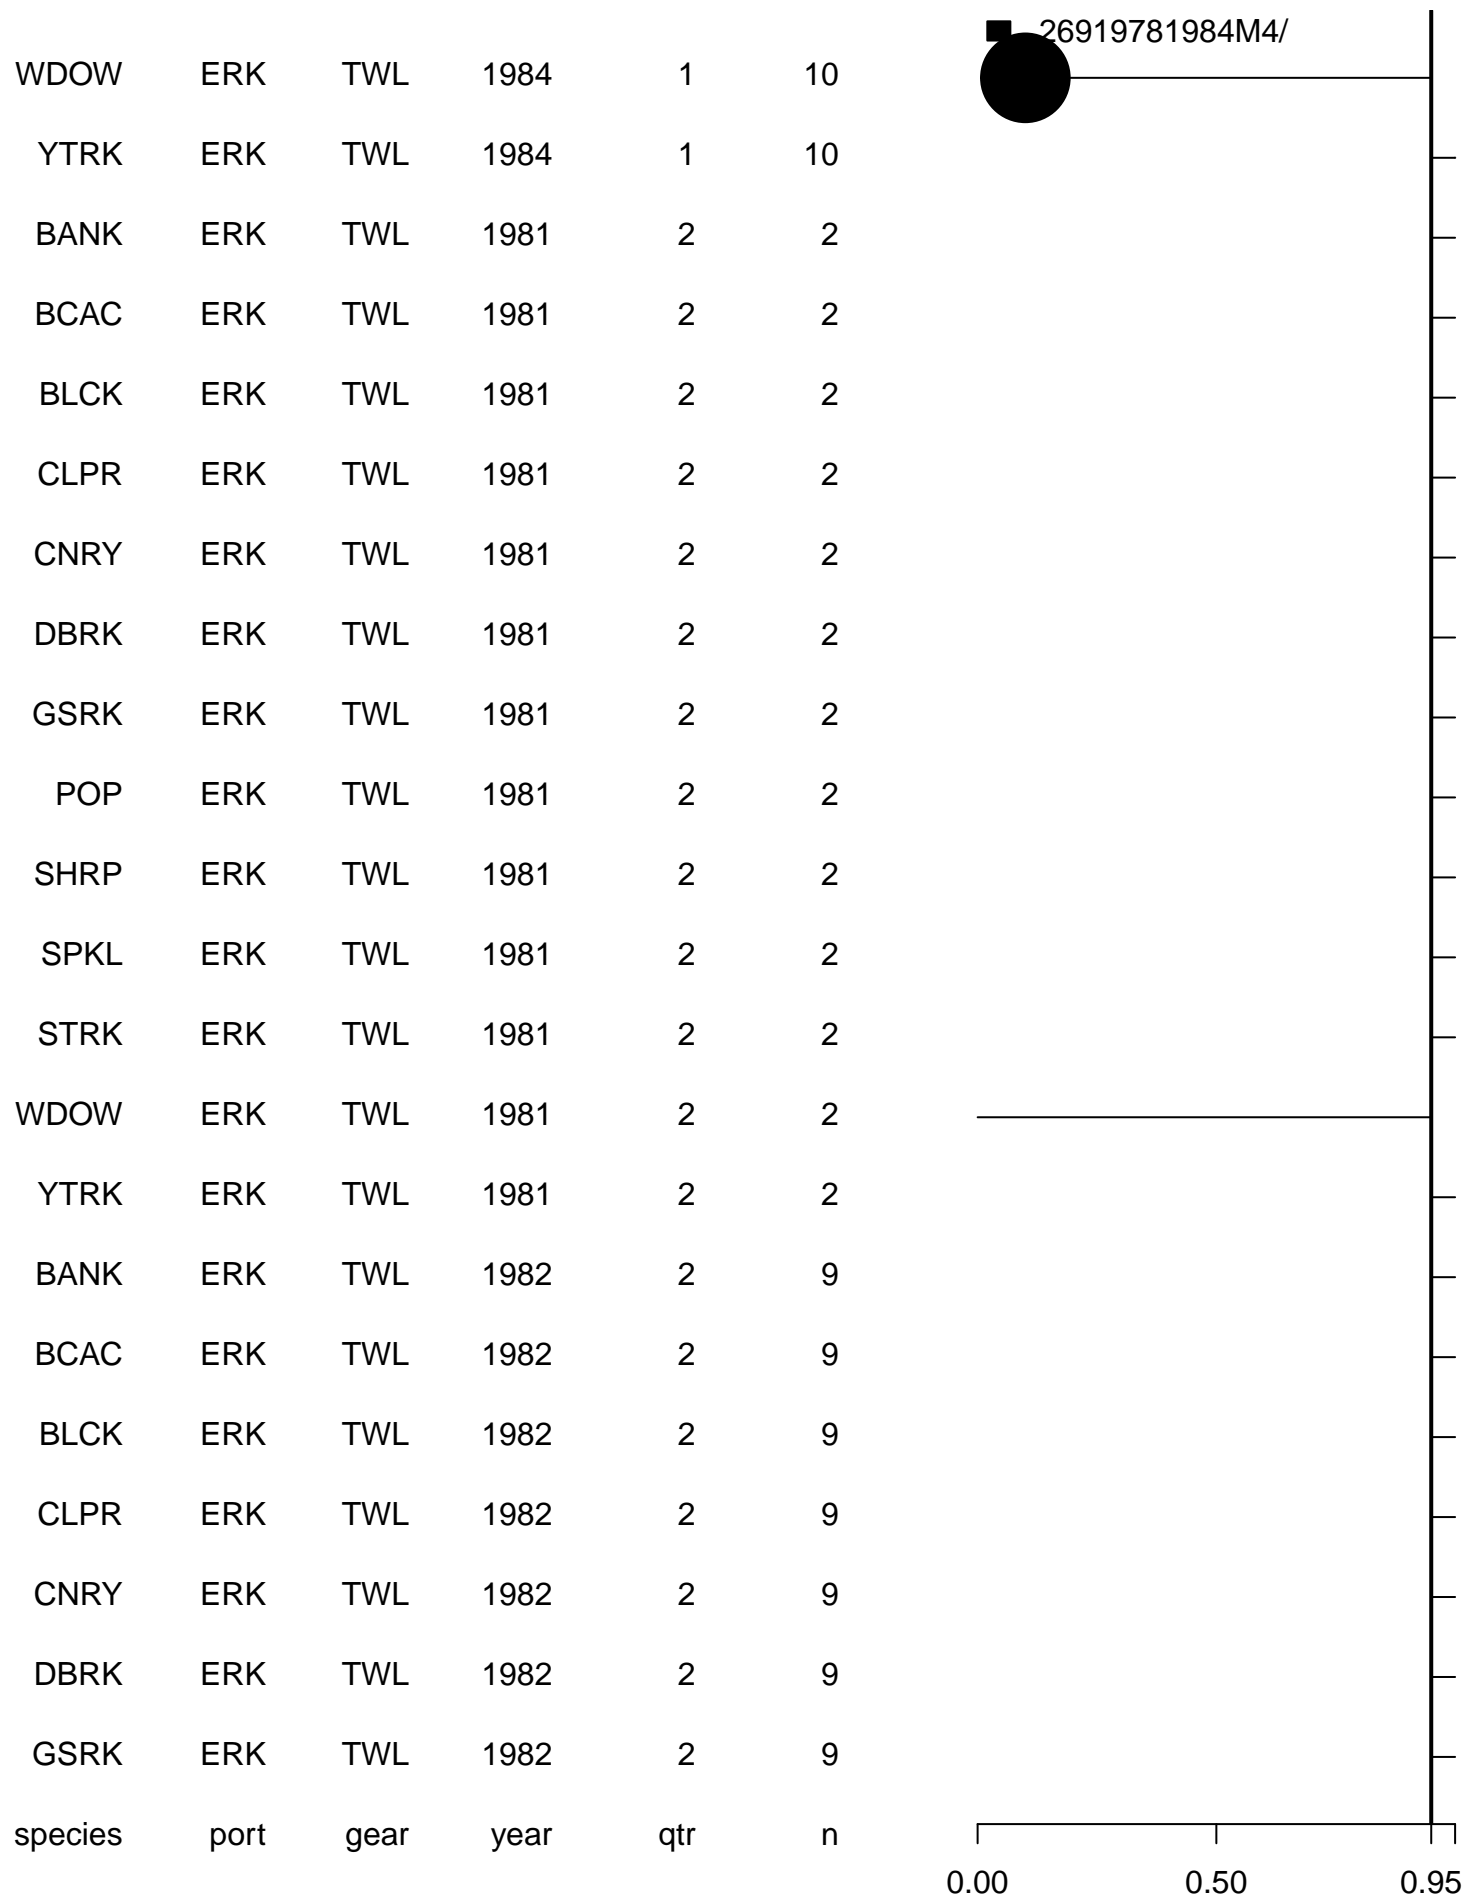 26919781984M4/
WDOW ERK TWL 1984 1 10
YTRK ERK TWL 1984 1 10
BANK ERK TWL 1981 2 2
BCAC ERK TWL 1981 2 2
BLCK ERK TWL 1981 2 2
CLPR ERK TWL 1981 2 2
CNRY ERK TWL 1981 2 2
DBRK ERK TWL 1981 2 2
GSRK ERK TWL 1981 2 2
POP ERK TWL 1981 2 2
SHRP ERK TWL 1981 2 2
SPKL ERK TWL 1981 2 2
STRK ERK TWL 1981 2 2
WDOW ERK TWL 1981 2 2
YTRK ERK TWL 1981 2 2
BANK ERK TWL 1982 2 9
BCAC ERK TWL 1982 2 9
BLCK ERK TWL 1982 2 9
CLPR ERK TWL 1982 2 9
CNRY ERK TWL 1982 2 9
DBRK ERK TWL 1982 2 9
GSRK ERK TWL 1982 2 9
species port gear year qtr n
0.00 0.50 0.95